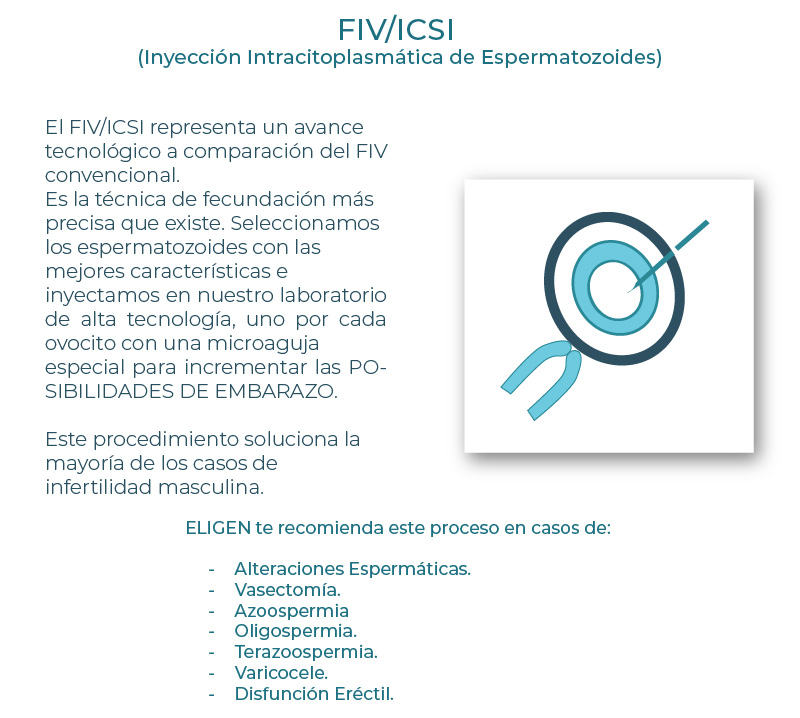 FIV/ICSI
(Inyección Intracitoplasmática de Espermatozoides)
El FIV/ICSI representa un avance
tecnológico a comparación del FIV
convencional.
Es la técnica de fecundación más
precisa que existe. Seleccionamos
los espermatozoides con las
mejores características e
inyectamos en nuestro laboratorio
de alta tecnología, uno por cada
ovocito con una microaguja
especial para incrementar las PO-
SIBILIDADES DE EMBARAZO.
Este procedimiento soluciona la
mayoría de los casos de
infertilidad masculina.
ELIGEN te recomienda este proceso en casos de:
- Alteraciones Espermáticas.
- Vasectomía.
- Azoospermia
- Oligospermia.
- Terazoospermia.
- Varicocele.
- Disfunción Eréctil.